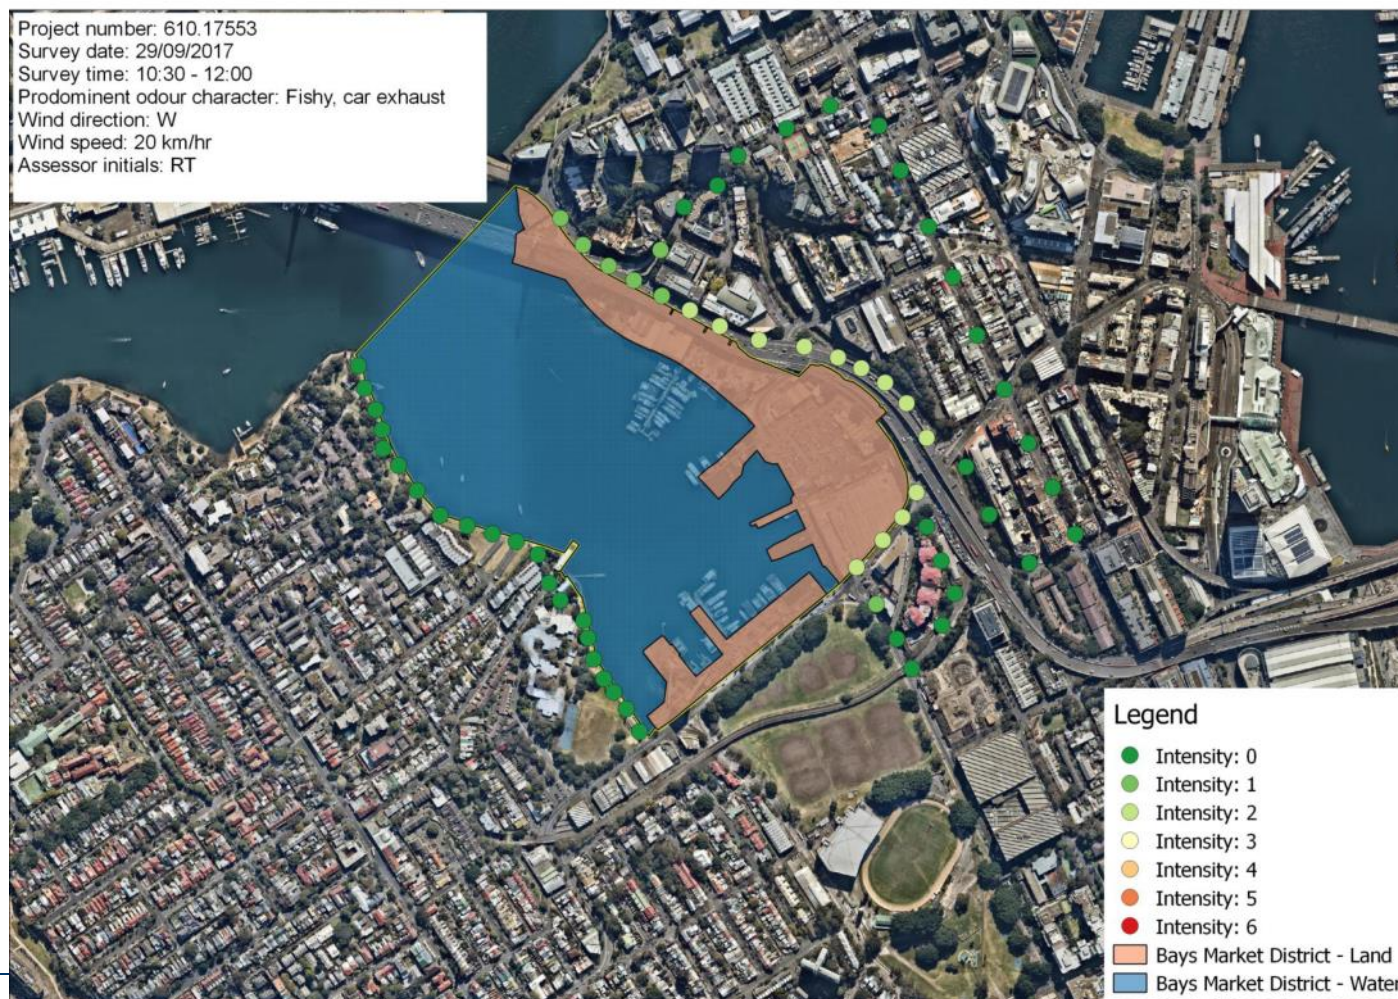 Project number: 610.17553
Survey date: 29/09/2017
Survey time: 10:30 - 12:00
Prodominent odour character: Fishy, car exhaust
Wind direction: W
Wind speed: 20 km/hr
Assessor initials: RT
Legend
Intensity: 0
Intensity: 1
Intensity: 2
Intensity: 3
Intensity: 4
Intensity: 5
Intensity: 6
Bays Market District - Land
Bays Market District - Water